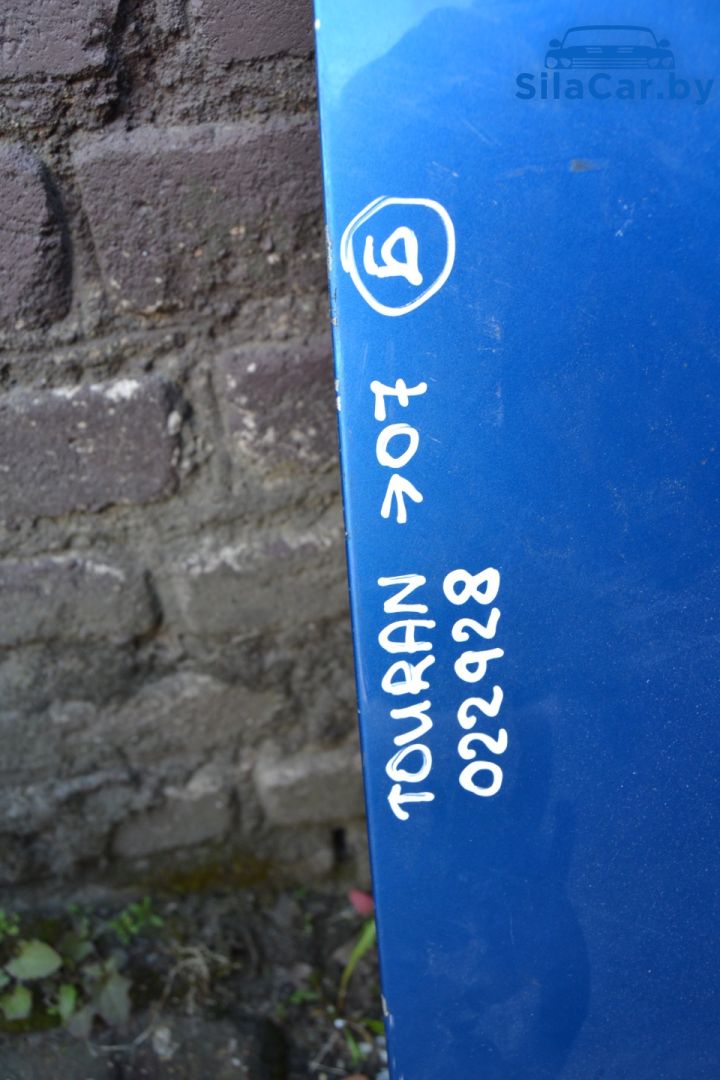 SilaCar.by
TOURAN →07 Б
022928